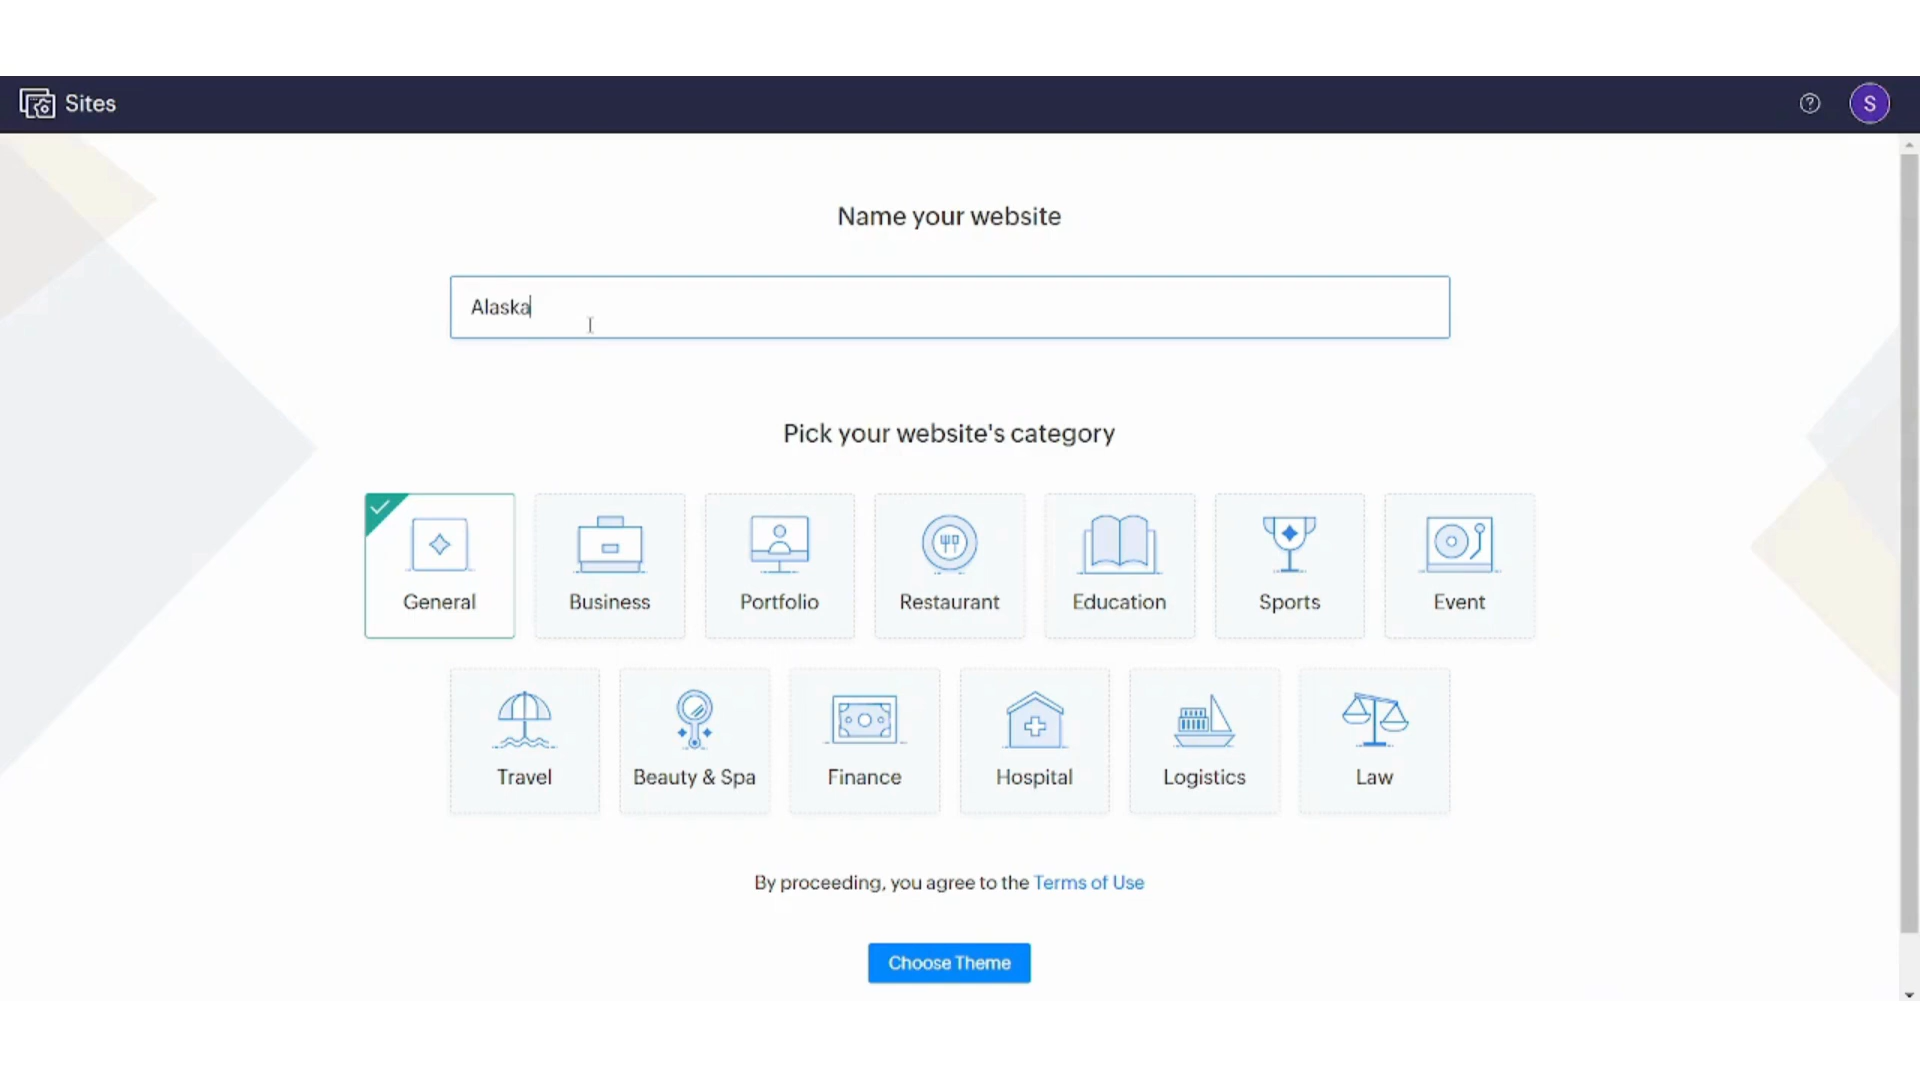 Sites
S
Name your website
Alaska
Pick your website's category
General Business Portfolio Restaurant Education Sports Event
Travel Beauty & Spa Finance Hospital Logistics Law
By proceeding, you agree to the Terms of Use
Choose Theme